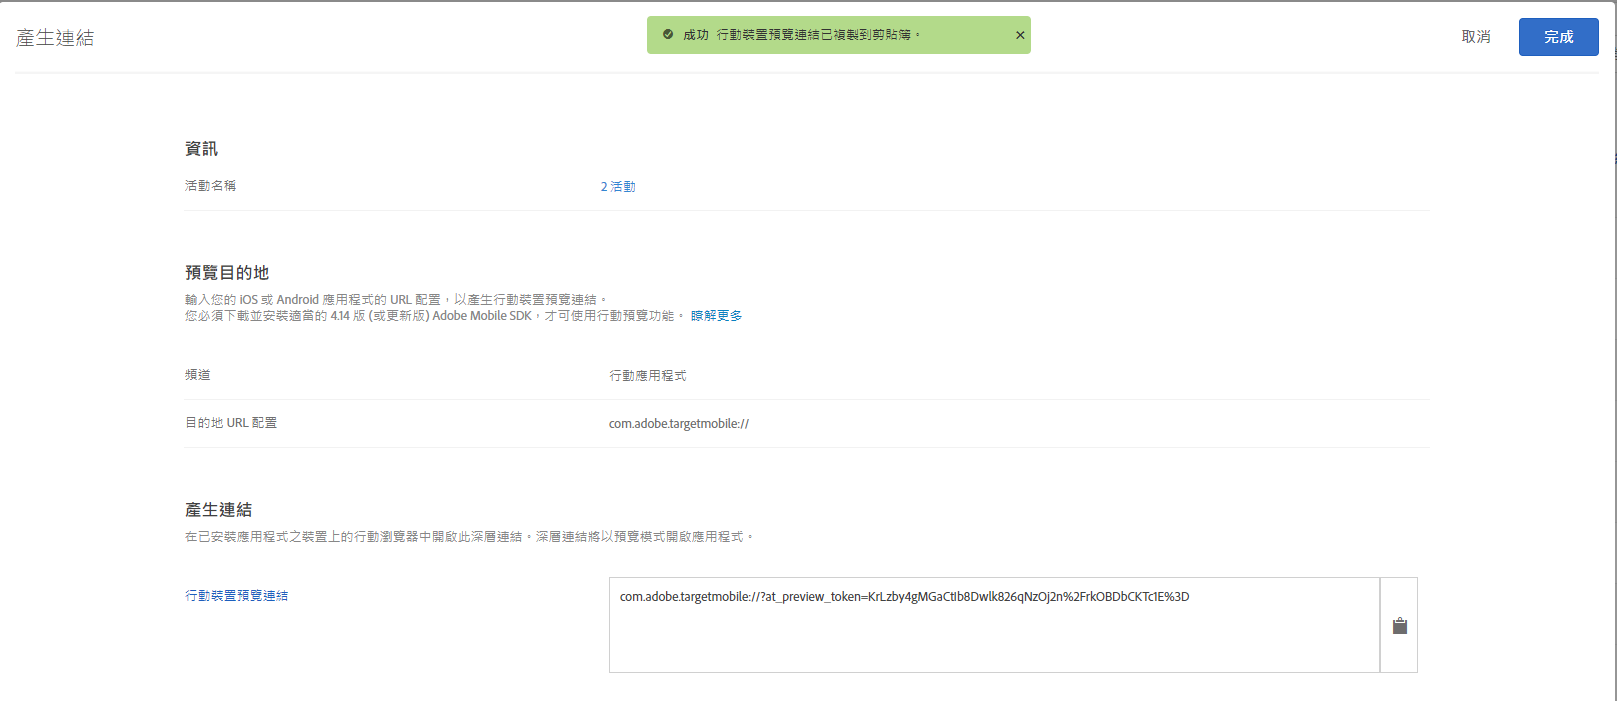 產生連結
成功 行動裝置預覽連結已複製到剪貼簿。
取消
完成
資訊
活動名稱
2 活動
預覽目的地
輸入您的 iOS 或 Android 應用程式的 URL 配置，以產生行動裝置預覽連結。
您必須下載並安裝適當的 4.14 版 (或更新版) Adobe Mobile SDK，才可使用行動預覽功能。 瞭解更多
頻道
行動應用程式
目的地 URL 配置
com.adobe.targetmobile://
產生連結
在已安裝應用程式之裝置上的行動瀏覽器中開啟此深層連結。深層連結將以預覽模式開啟應用程式。
行動裝置預覽連結
com.adobe.targetmobile://?at_preview_token=KrLzby4gMGaCtIb8Dwlk826qNzOj2n%2FrkOBDbCKTc1E%3D